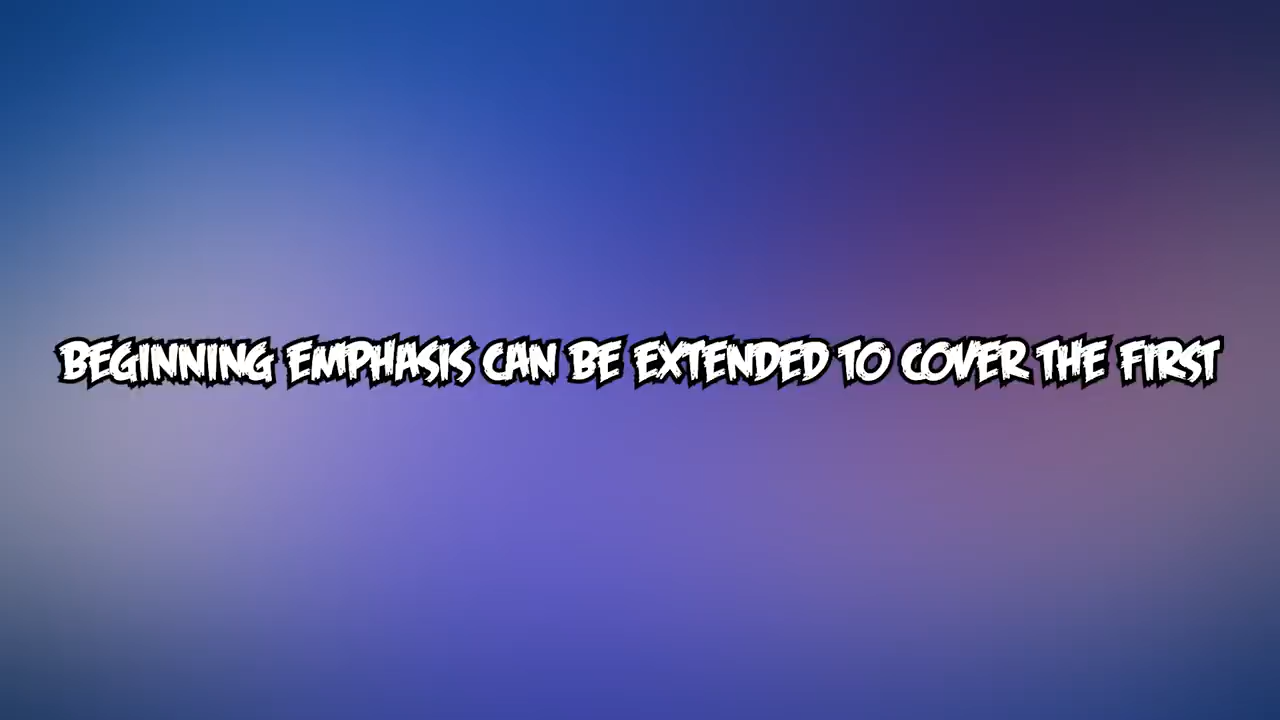 BEGINNING EMPHASIS CAN BE EXTENDED TO COVER THE FIRST